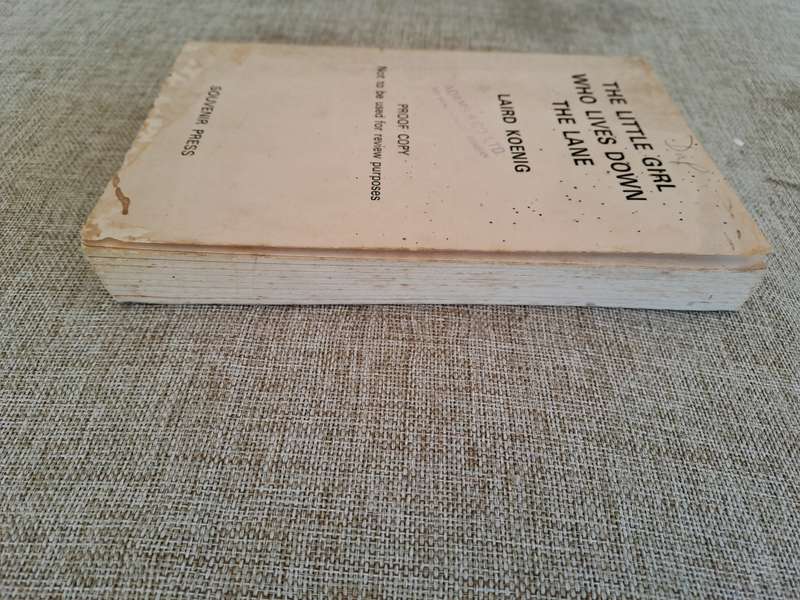 THE LITTLE GIRL
WHO LIVES DOWN
THE LANE
LAIRD KOENIG
PROOF COPY
Not to be used for review purposes
SOUVENIR PRESS